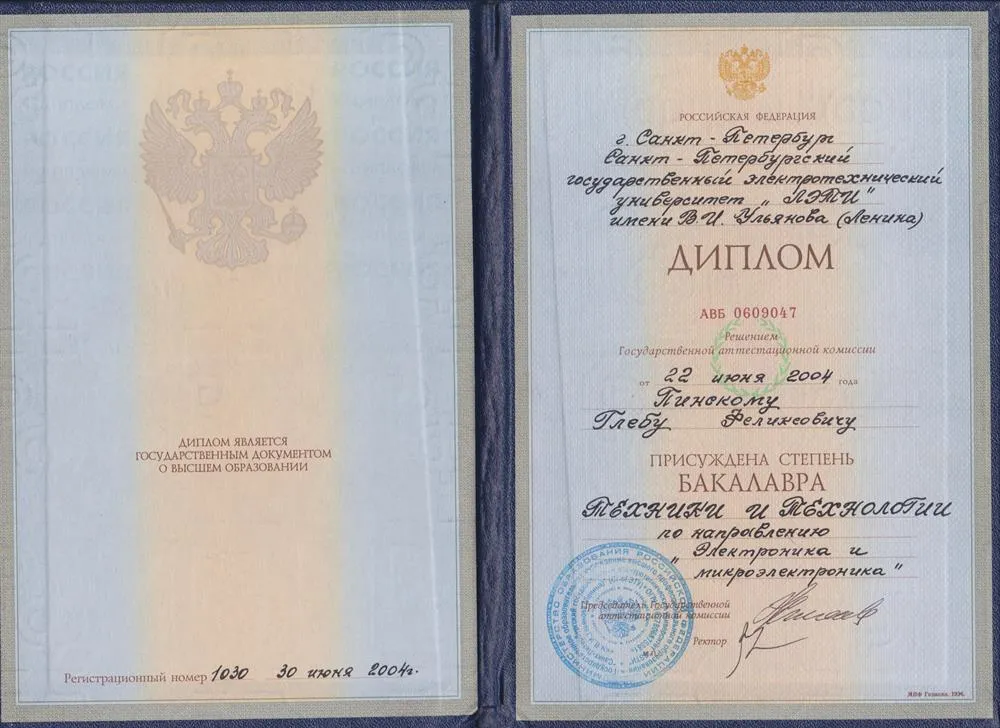 ДИПЛОМ ЯВЛЯЕТСЯ
ГОСУДАРСТВЕННЫМ ДОКУМЕНТОМ
О ВЫСШЕМ ОБРАЗОВАНИИ
Регистрационный номер 1030 30 июня 2004г.
РОССИЙСКАЯ ФЕДЕРАЦИЯ
г. Санкт-Петербург
Санкт-Петербургский
государственный электротехнический
университет „ЛЭТИ"
имени В.И. Ульянова (Ленина)
ДИПЛОМ
АВБ 0609047
Решением
Государственной аттестационной комиссии
от 22 июня 2004 года
Пинскому
Глебу Феликсовичу
ПРИСУЖДЕНА СТЕПЕНЬ
БАКАЛАВРА
ТЕХНИКИ И ТЕХНОЛОГИИ
по направлению
„Электроника и
микроэлектроника"
Председатель Государственной
аттестационной комиссии
Ректор